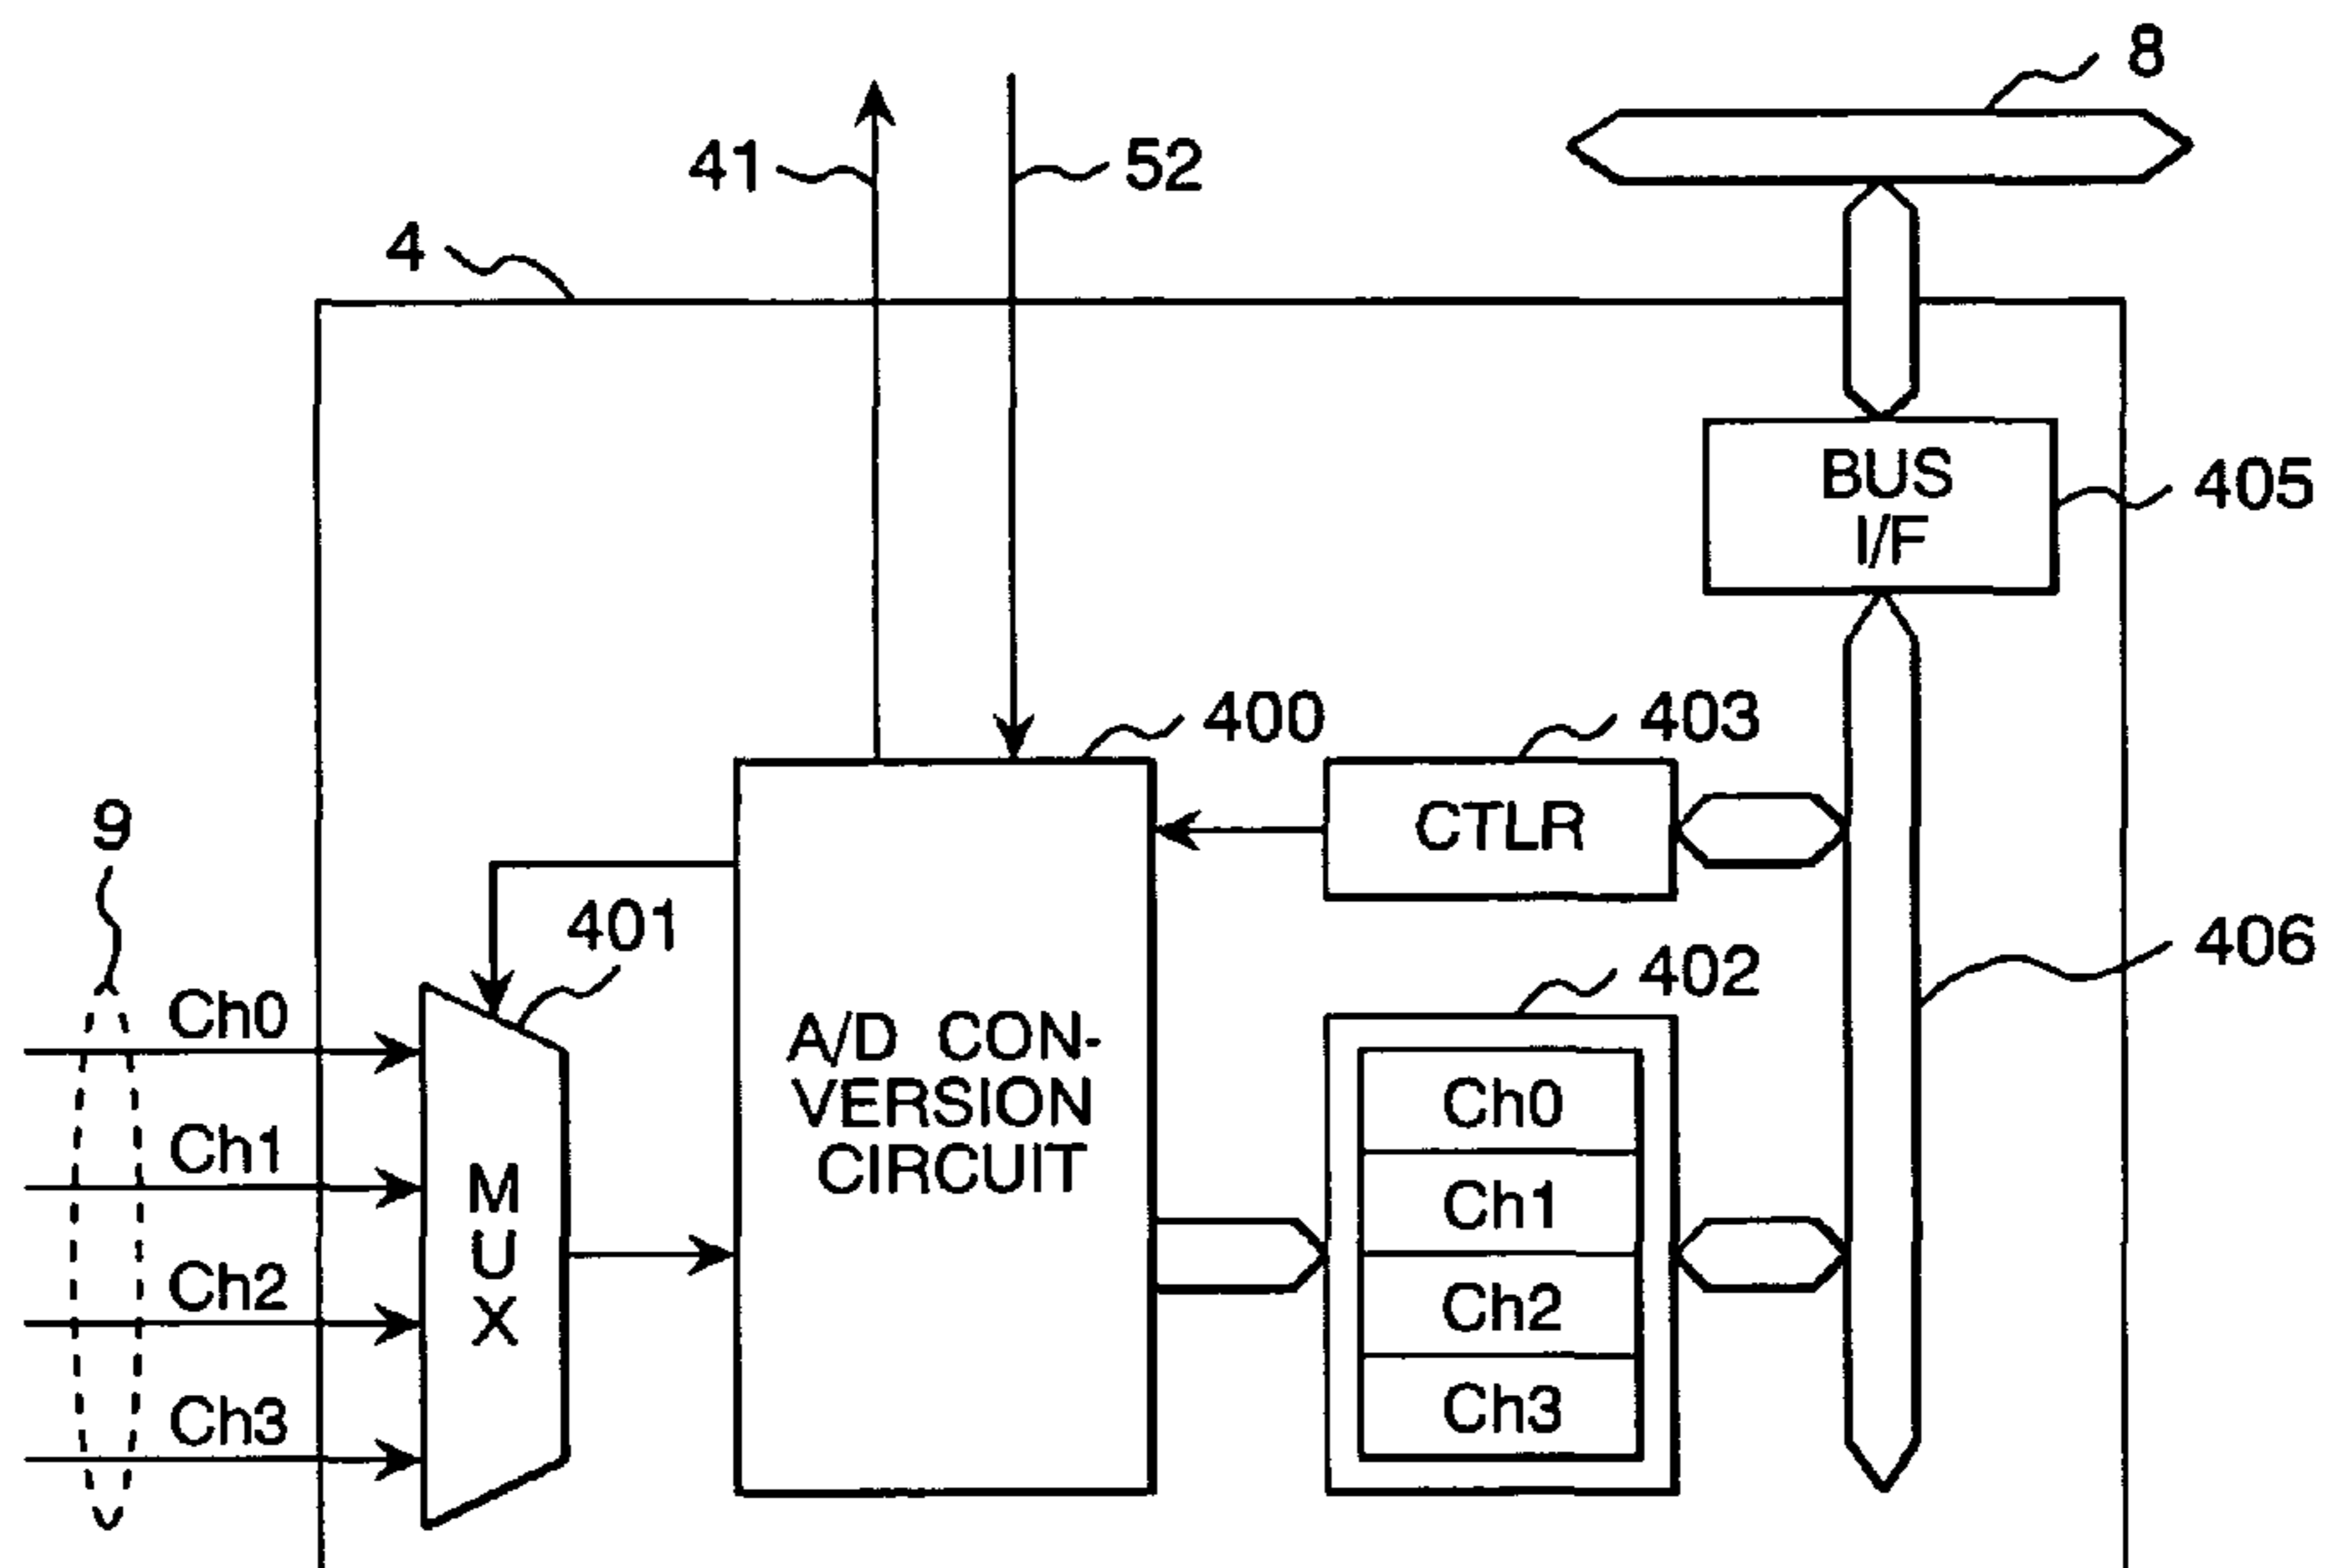 8
41
52
4
BUS
I/F
405
400
403
CTLR
9
401
406
402
Ch0
Ch1
Ch2
Ch3
M
U
X
A/D CON-
VERSION
CIRCUIT
Ch0
Ch1
Ch2
Ch3